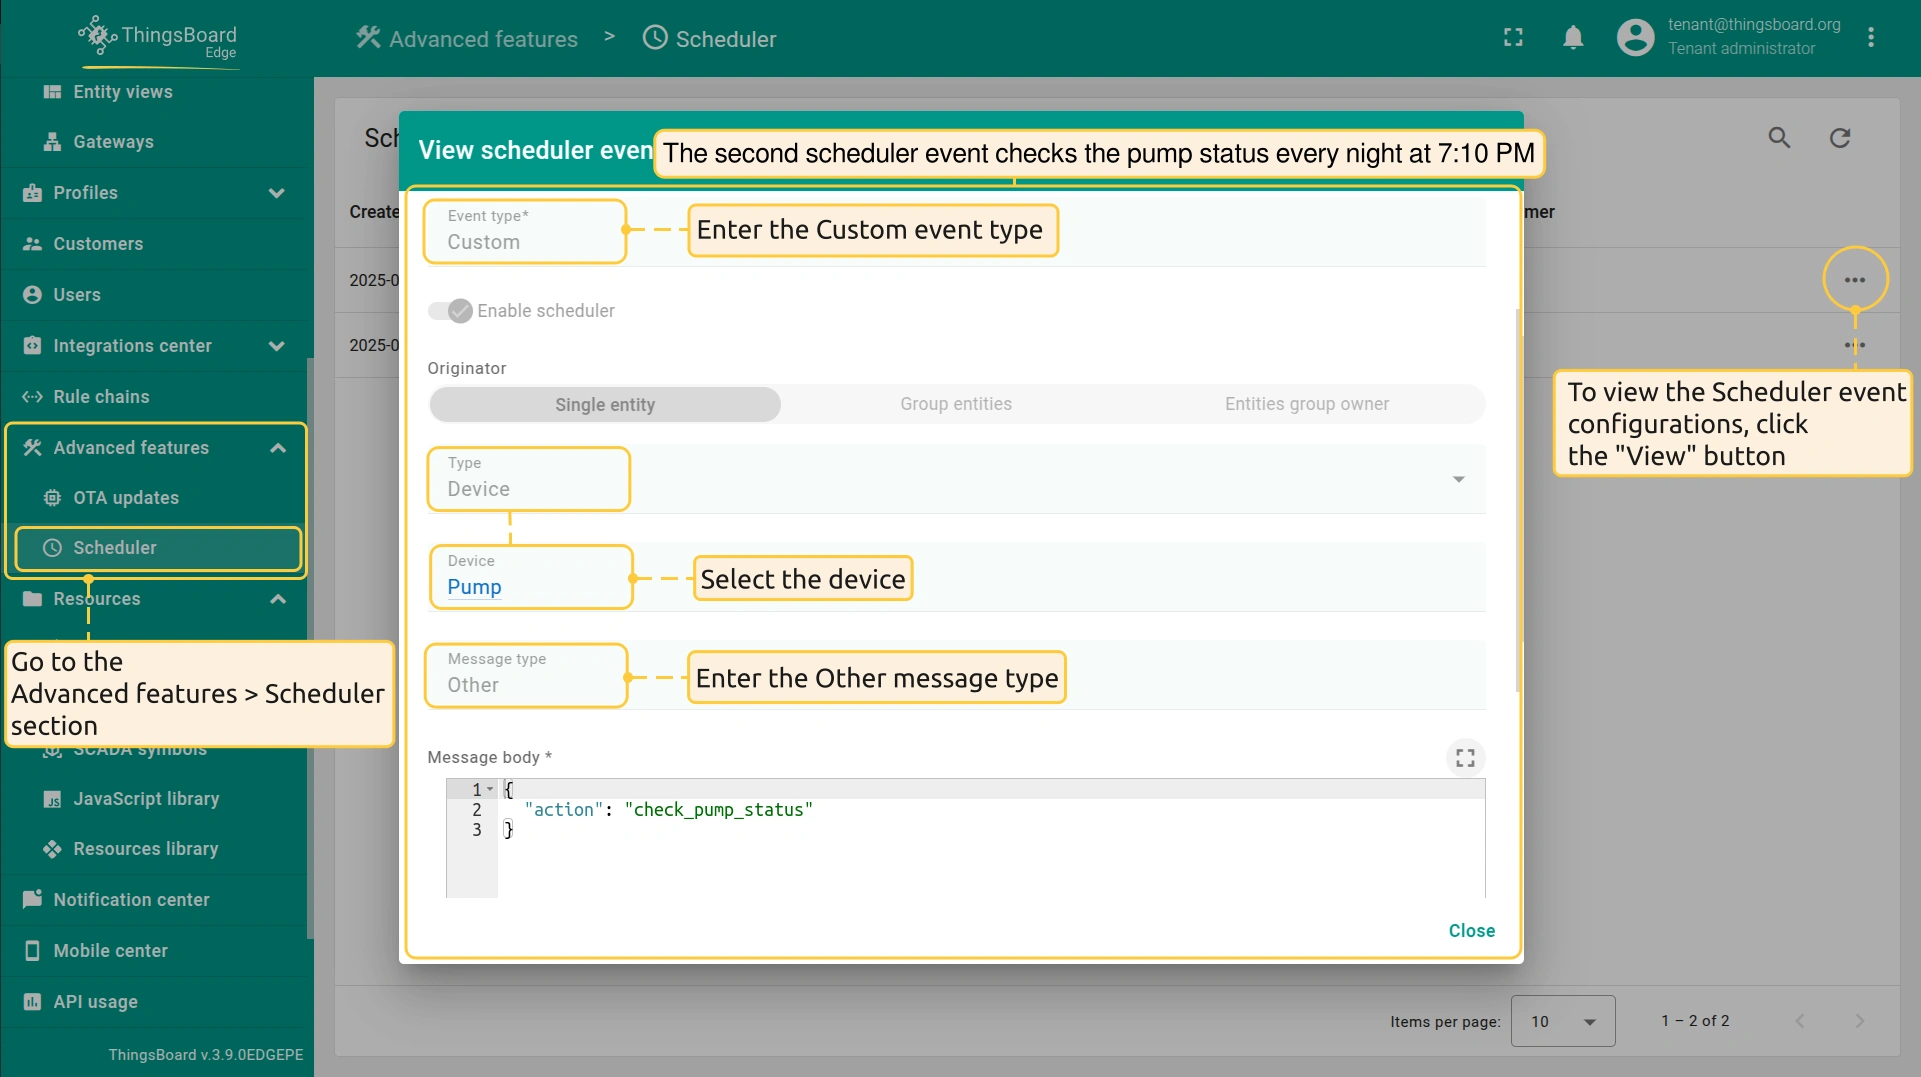 ThingsBoard
Edge
Advanced features > Scheduler
tenant@thingsboard.org
Tenant administrator
Entity views
Gateways
Profiles
Customers
Users
Integrations center
Rule chains
Advanced features
OTA updates
Scheduler
Resources
Go to the
Advanced features > Scheduler
section
SCADA symbols
JavaScript library
Resources library
Notification center
Mobile center
API usage
ThingsBoard v.3.9.0EDGEPE
View scheduler even
The second scheduler event checks the pump status every night at 7:10 PM
Event type*
Custom
Enter the Custom event type
Enable scheduler
Originator
Single entity
Group entities
Entities group owner
Type
Device
Device
Pump
Select the device
Message type
Other
Enter the Other message type
Message body *
1 {
2 "action": "check_pump_status"
3 }
Close
Sch
Create
mer
2025-0
2025-0
To view the Scheduler event
configurations, click
the "View" button
Items per page: 10
1 – 2 of 2